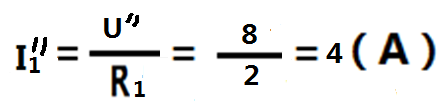 I₁″ = U″/R₁ = 8/2 = 4 (A)